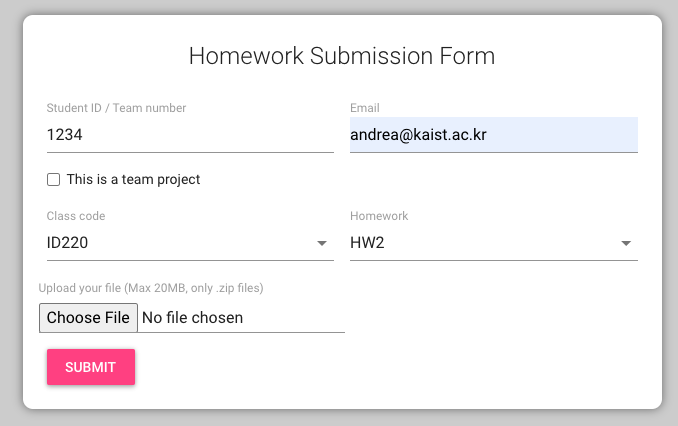 Homework Submission Form
Student ID / Team number
Email
1234
andrea@kaist.ac.kr
This is a team project
Class code
Homework
ID220
HW2
Upload your file (Max 20MB, only .zip files)
Choose File No file chosen
SUBMIT